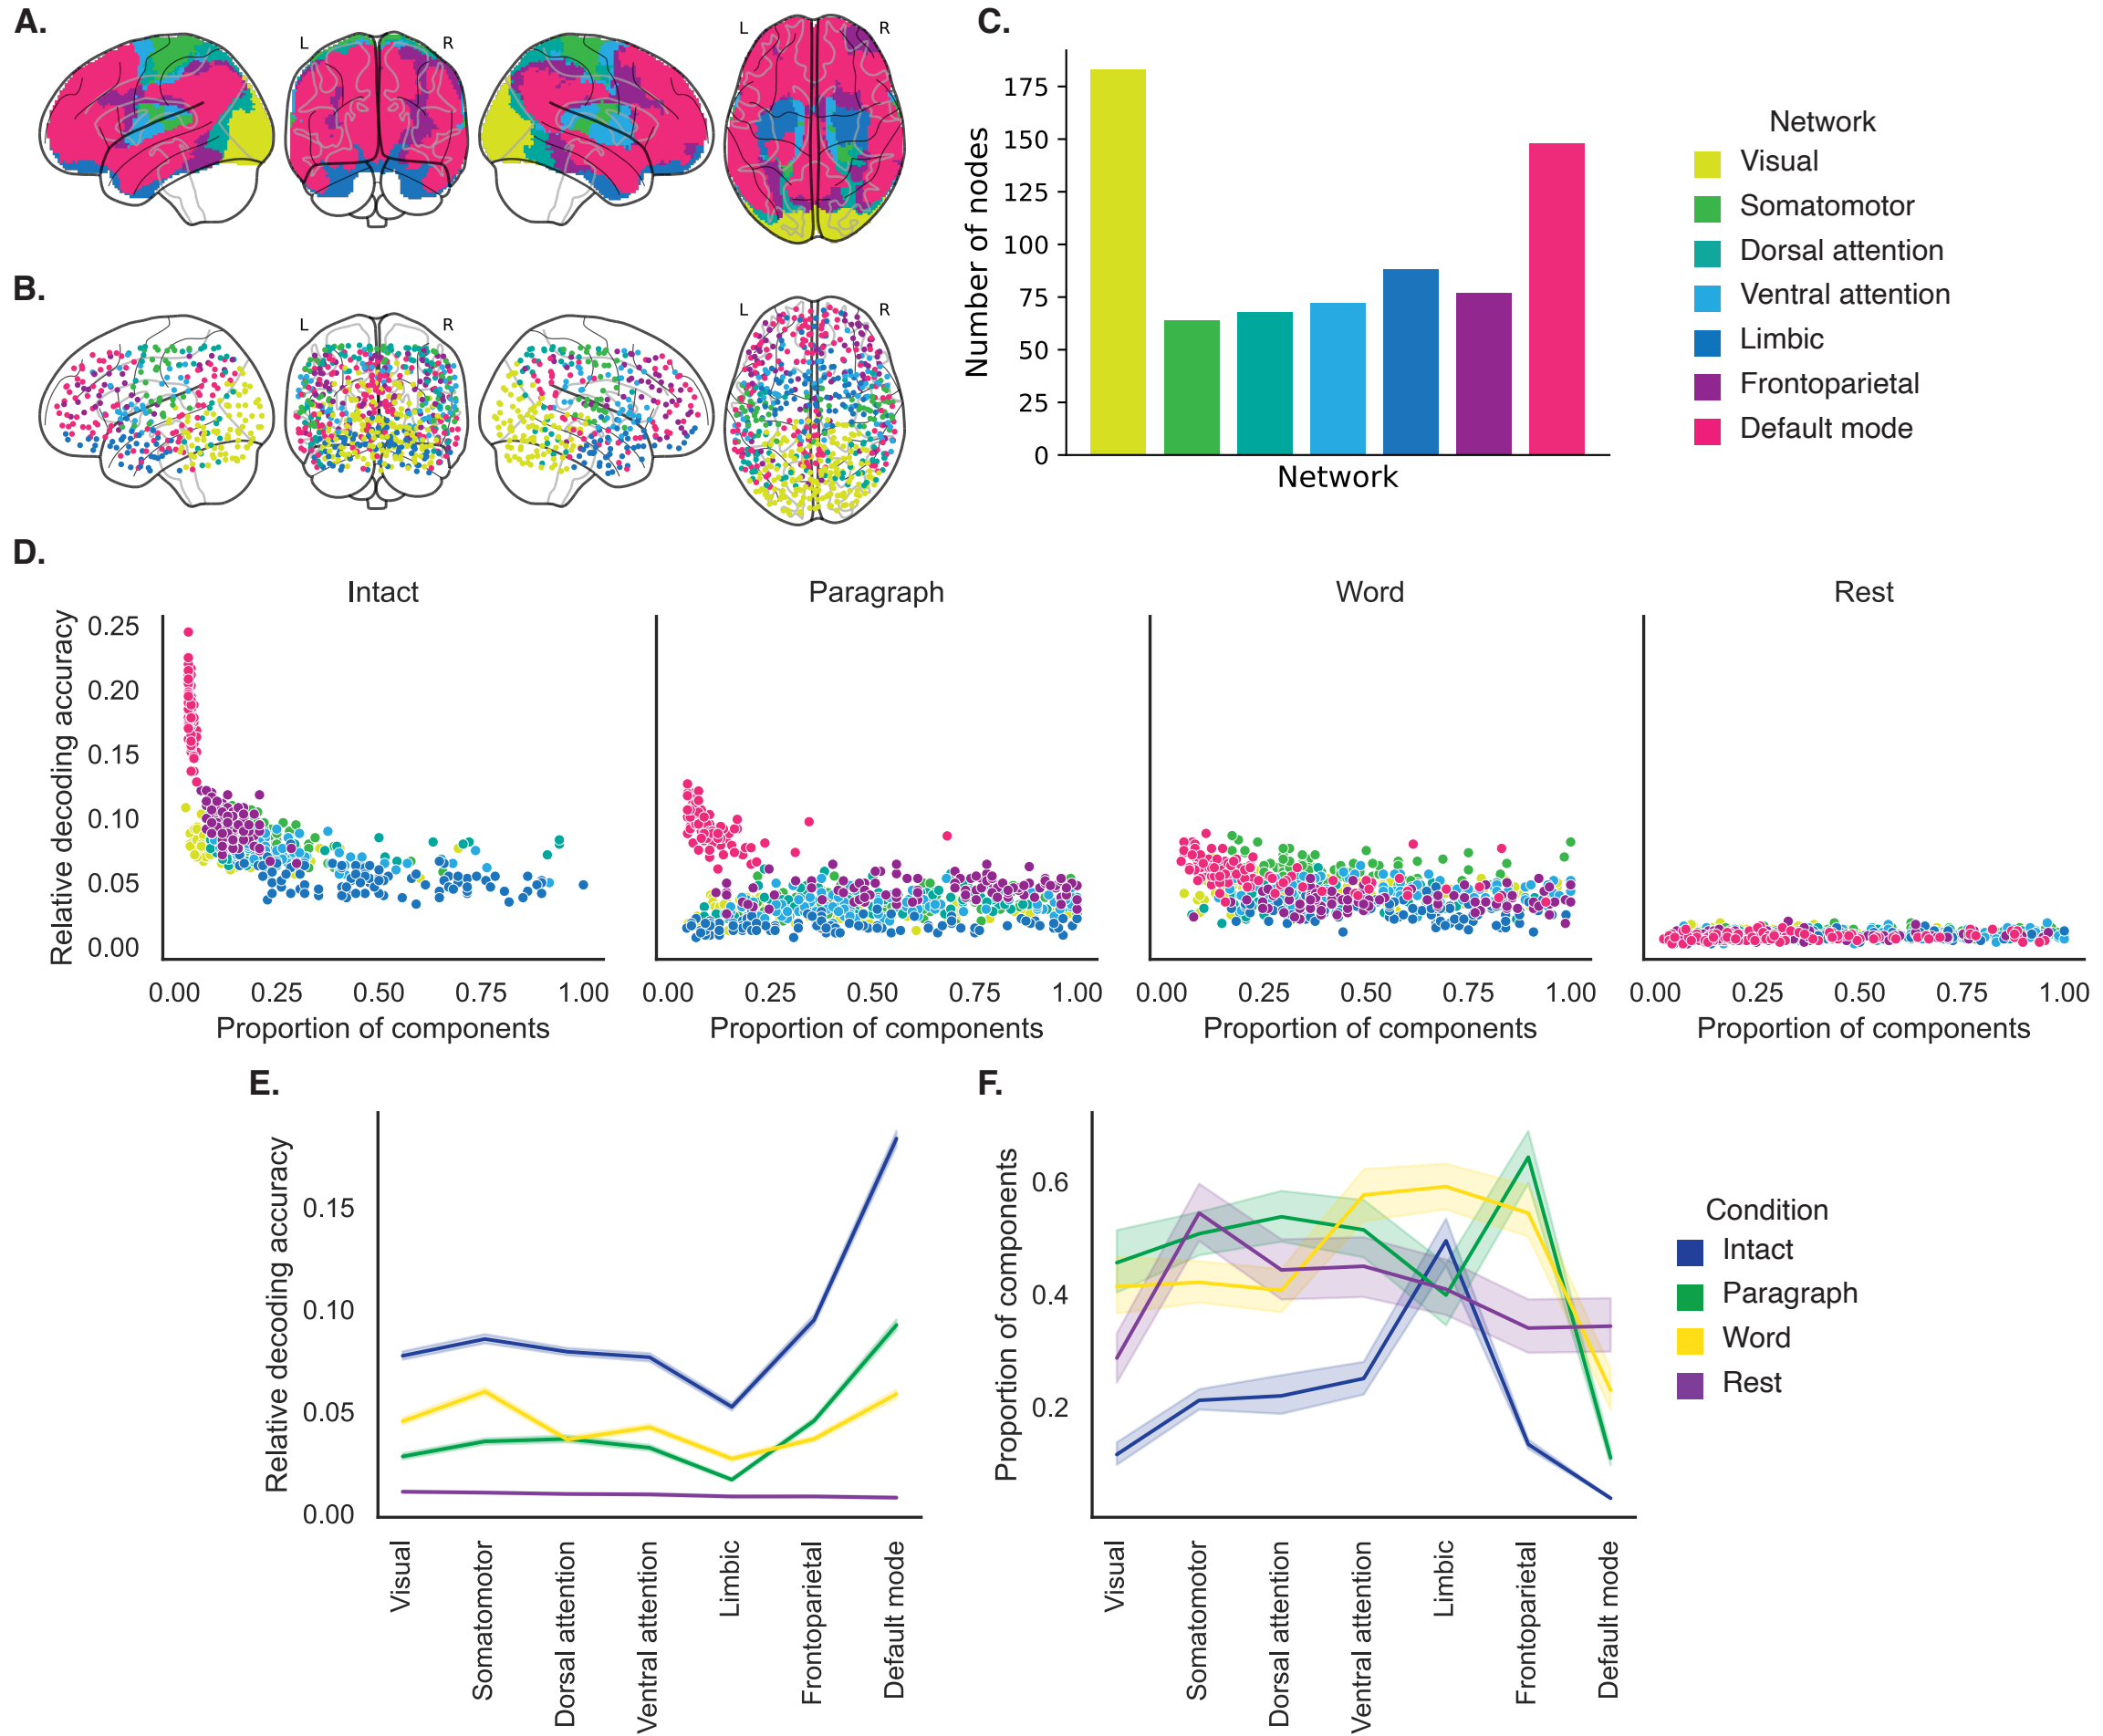 A.
L R
L R
C.
175
150
125
100
75
50
25
0
Number of nodes
Network
Network
Visual
Somatomotor
Dorsal attention
Ventral attention
Limbic
Frontoparietal
Default mode
B.
L R
L R
D.
Intact Paragraph Word Rest
Relative decoding accuracy
0.25
0.20
0.15
0.10
0.05
0.00
0.00 0.25 0.50 0.75 1.00 0.00 0.25 0.50 0.75 1.00 0.00 0.25 0.50 0.75 1.00 0.00 0.25 0.50 0.75 1.00
Proportion of components Proportion of components Proportion of components Proportion of components
E.
Relative decoding accuracy
0.15
0.10
0.05
0.00
Visual
Somatomotor
Dorsal attention
Ventral attention
Limbic
Frontoparietal
Default mode
F.
Proportion of components
0.6
0.4
0.2
Visual
Somatomotor
Dorsal attention
Ventral attention
Limbic
Frontoparietal
Default mode
Condition
Intact
Paragraph
Word
Rest